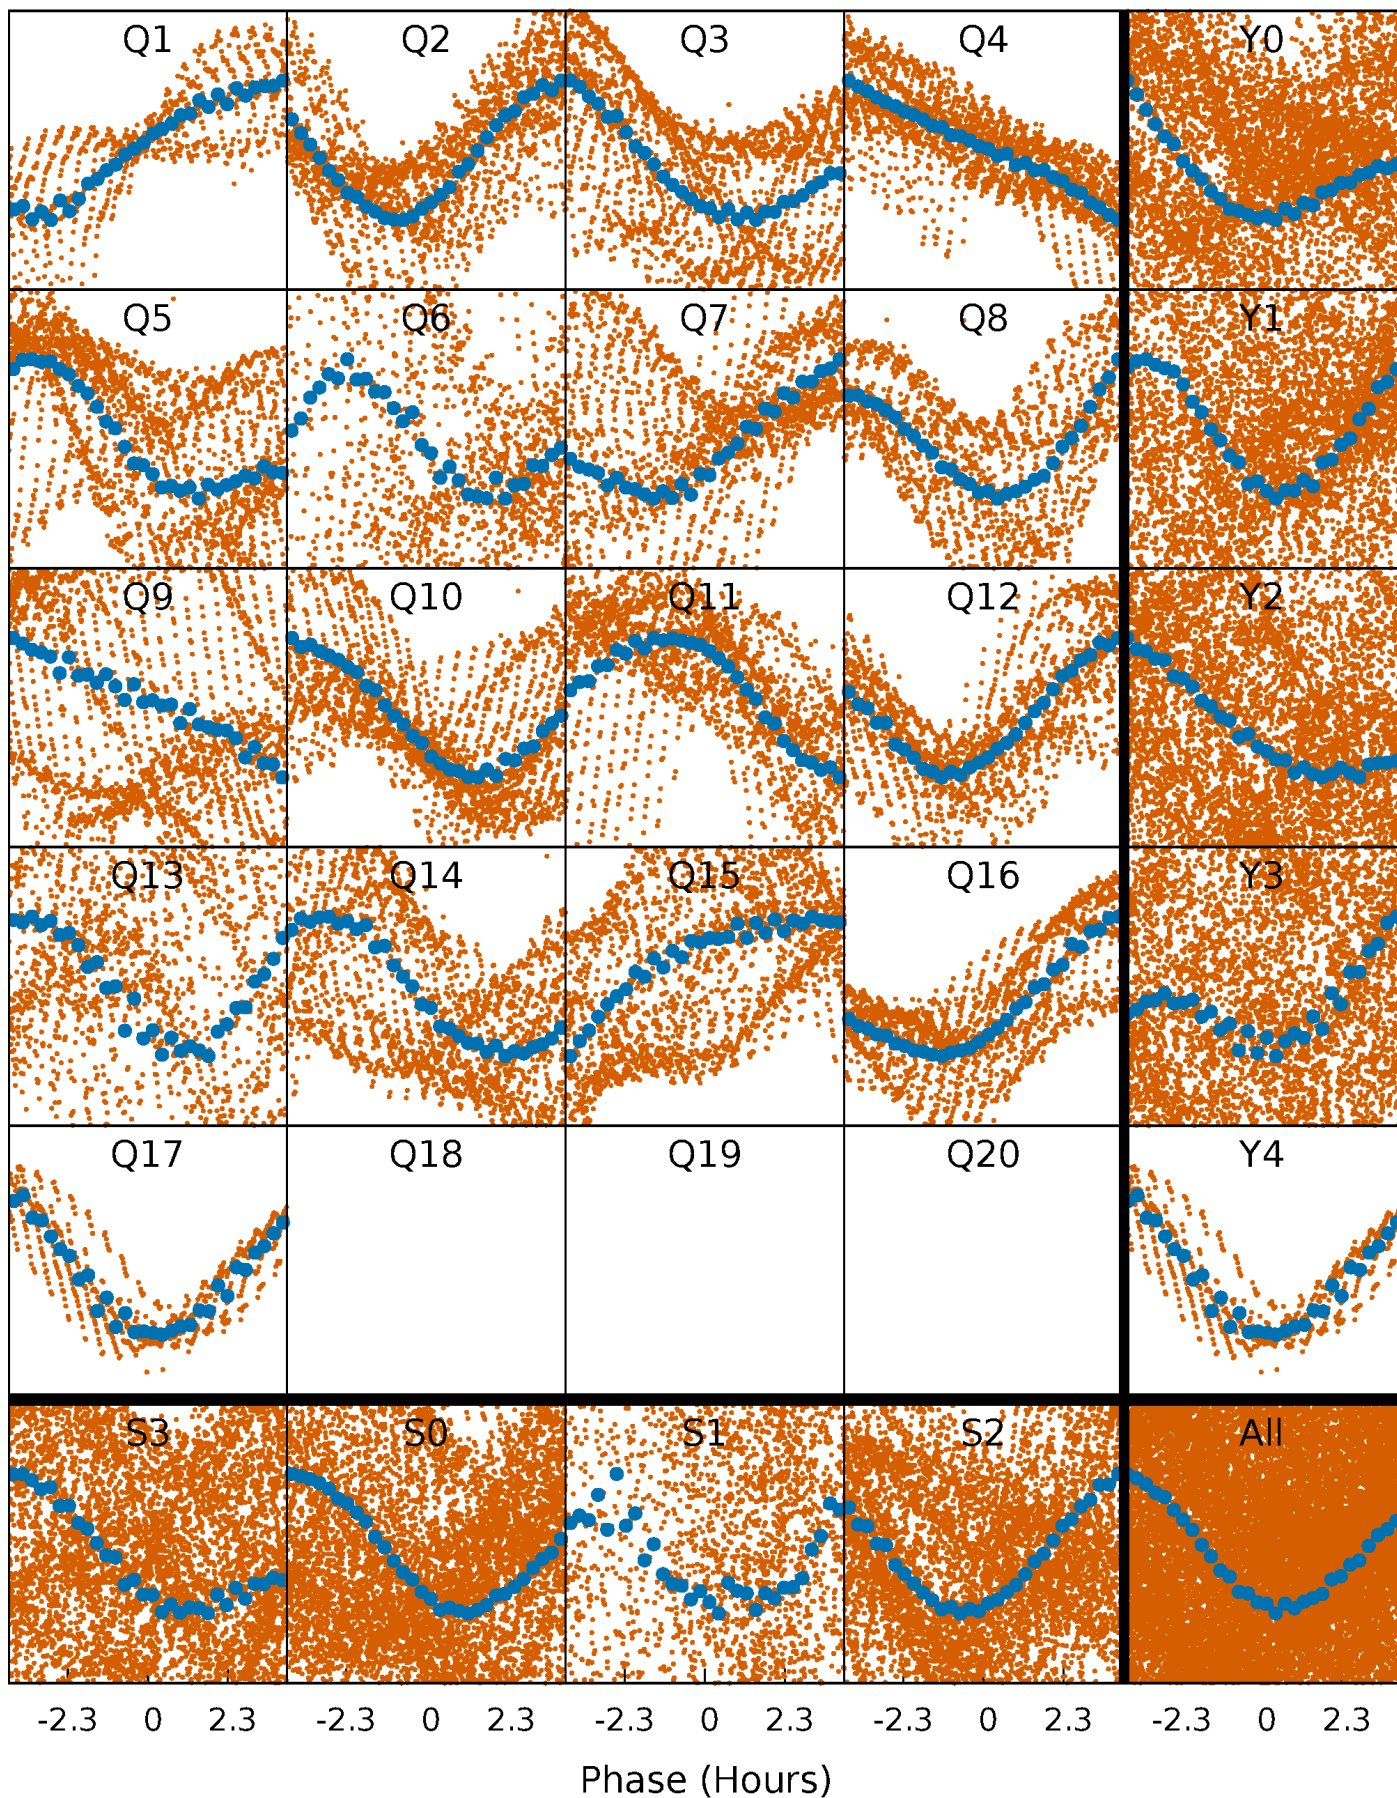 Q1 Q2 Q3 Q4 Y0
Q5 Q6 Q7 Q8 Y1
Q9 Q10 Q11 Q12 Y2
Q13 Q14 Q15 Q16 Y3
Q17 Q18 Q19 Q20 Y4
S3 S0 S1 S2 All
-2.3 0 2.3 -2.3 0 2.3 -2.3 0 2.3 -2.3 0 2.3 -2.3 0 2.3
Phase (Hours)